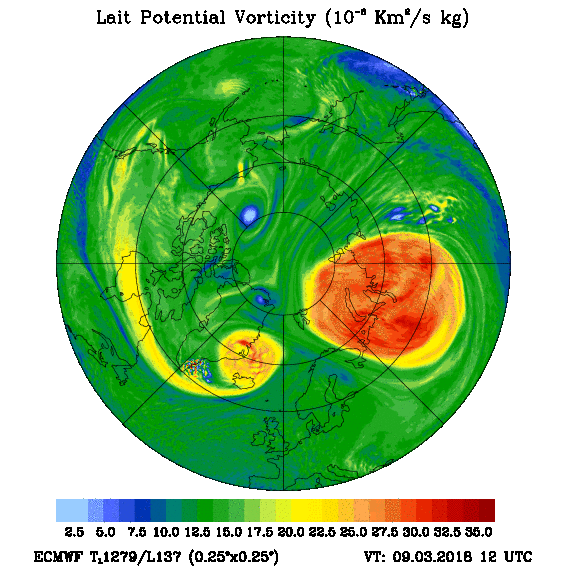 Lait Potential Vorticity (10⁻⁸ Km²/s kg)
2.5 5.0 7.5 10.0 12.5 15.0 17.5 20.0 22.5 25.0 27.5 30.0 32.5 35.0
ECMWF T_L1279/L137 (0.25°x0.25°) VT: 09.03.2018 12 UTC